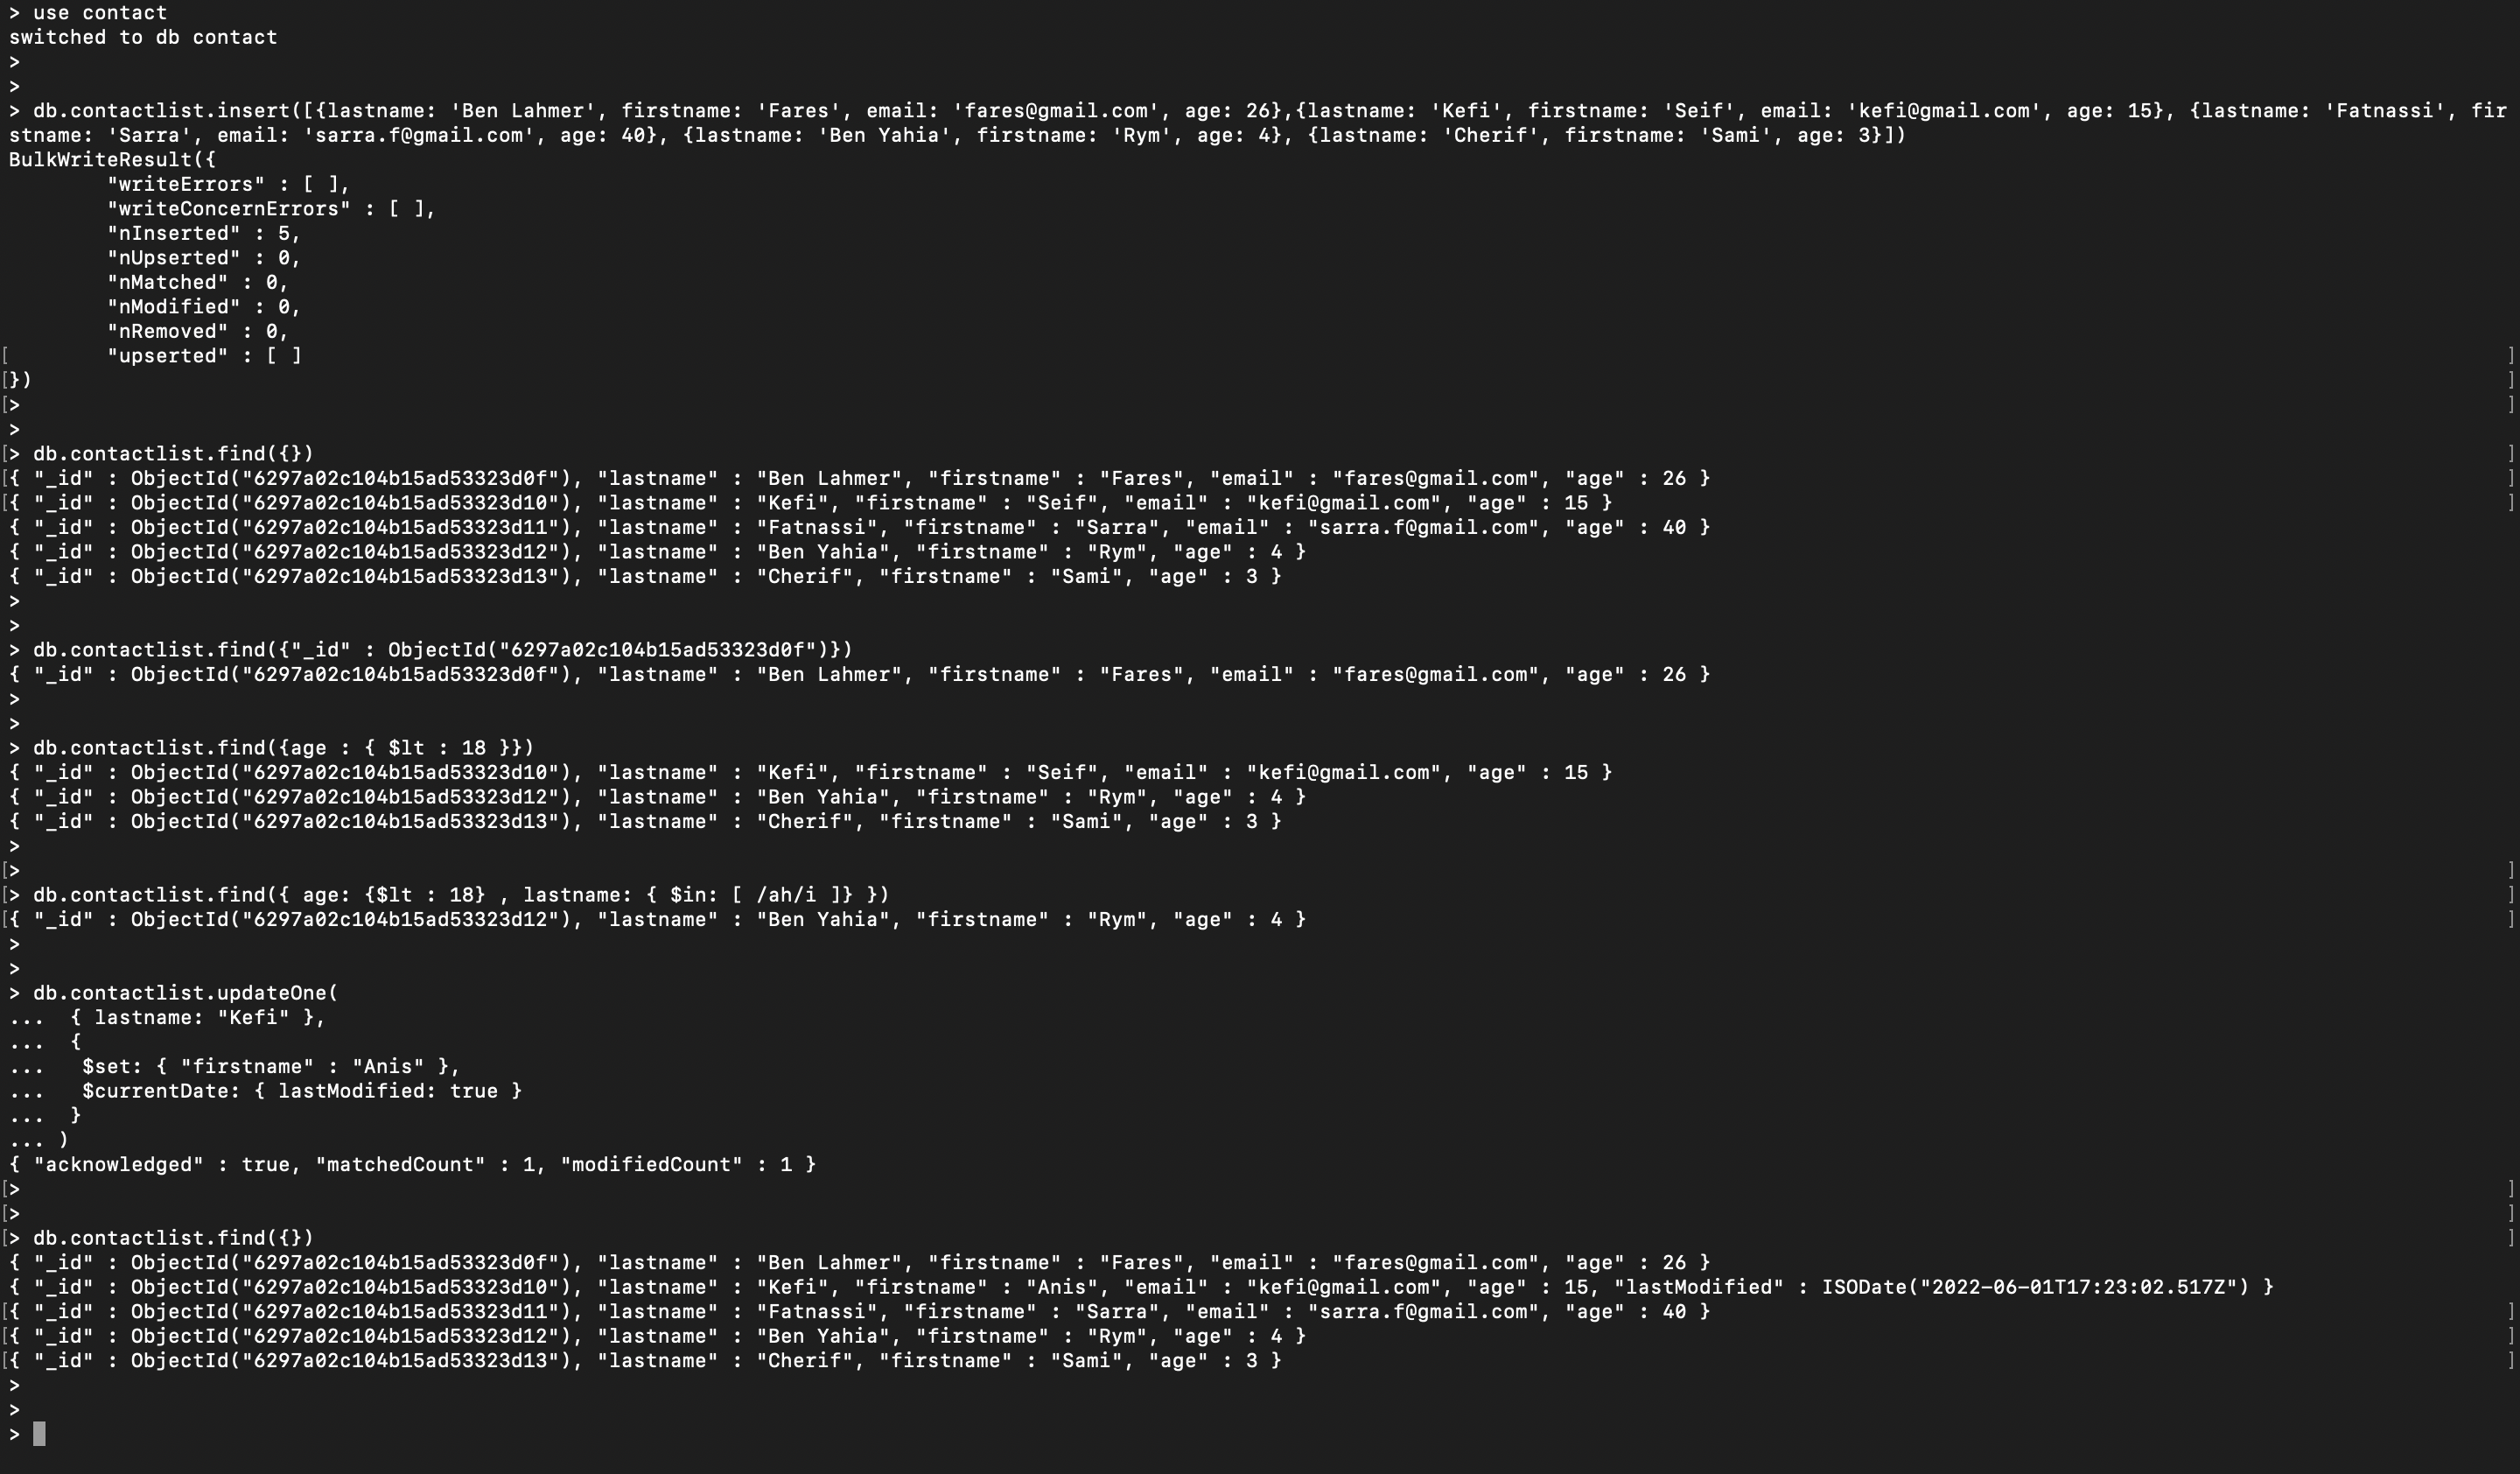 > use contact
switched to db contact
>
>
> db.contactlist.insert([{lastname: 'Ben Lahmer', firstname: 'Fares', email: 'fares@gmail.com', age: 26},{lastname: 'Kefi', firstname: 'Seif', email: 'kefi@gmail.com', age: 15}, {lastname: 'Fatnassi', fir
stname: 'Sarra', email: 'sarra.f@gmail.com', age: 40}, {lastname: 'Ben Yahia', firstname: 'Rym', age: 4}, {lastname: 'Cherif', firstname: 'Sami', age: 3}])
BulkWriteResult({
        "writeErrors" : [ ],
        "writeConcernErrors" : [ ],
        "nInserted" : 5,
        "nUpserted" : 0,
        "nMatched" : 0,
        "nModified" : 0,
        "nRemoved" : 0,
[        "upserted" : [ ] ]
[}) ]
[> ]
>
[> db.contactlist.find({}) ]
[{ "_id" : ObjectId("6297a02c104b15ad53323d0f"), "lastname" : "Ben Lahmer", "firstname" : "Fares", "email" : "fares@gmail.com", "age" : 26 } ]
[{ "_id" : ObjectId("6297a02c104b15ad53323d10"), "lastname" : "Kefi", "firstname" : "Seif", "email" : "kefi@gmail.com", "age" : 15 } ]
{ "_id" : ObjectId("6297a02c104b15ad53323d11"), "lastname" : "Fatnassi", "firstname" : "Sarra", "email" : "sarra.f@gmail.com", "age" : 40 }
{ "_id" : ObjectId("6297a02c104b15ad53323d12"), "lastname" : "Ben Yahia", "firstname" : "Rym", "age" : 4 }
{ "_id" : ObjectId("6297a02c104b15ad53323d13"), "lastname" : "Cherif", "firstname" : "Sami", "age" : 3 }
>
>
> db.contactlist.find({"_id" : ObjectId("6297a02c104b15ad53323d0f")})
{ "_id" : ObjectId("6297a02c104b15ad53323d0f"), "lastname" : "Ben Lahmer", "firstname" : "Fares", "email" : "fares@gmail.com", "age" : 26 }
>
>
> db.contactlist.find({age : { $lt : 18 }})
{ "_id" : ObjectId("6297a02c104b15ad53323d10"), "lastname" : "Kefi", "firstname" : "Seif", "email" : "kefi@gmail.com", "age" : 15 }
{ "_id" : ObjectId("6297a02c104b15ad53323d12"), "lastname" : "Ben Yahia", "firstname" : "Rym", "age" : 4 }
{ "_id" : ObjectId("6297a02c104b15ad53323d13"), "lastname" : "Cherif", "firstname" : "Sami", "age" : 3 }
>
[> ]
[> db.contactlist.find({ age: {$lt : 18} , lastname: { $in: [ /ah/i ]} }) ]
[{ "_id" : ObjectId("6297a02c104b15ad53323d12"), "lastname" : "Ben Yahia", "firstname" : "Rym", "age" : 4 } ]
>
>
> db.contactlist.updateOne(
...  { lastname: "Kefi" },
...  {
...   $set: { "firstname" : "Anis" },
...   $currentDate: { lastModified: true }
...  }
... )
{ "acknowledged" : true, "matchedCount" : 1, "modifiedCount" : 1 }
[> ]
[> ]
[> db.contactlist.find({}) ]
{ "_id" : ObjectId("6297a02c104b15ad53323d0f"), "lastname" : "Ben Lahmer", "firstname" : "Fares", "email" : "fares@gmail.com", "age" : 26 }
{ "_id" : ObjectId("6297a02c104b15ad53323d10"), "lastname" : "Kefi", "firstname" : "Anis", "email" : "kefi@gmail.com", "age" : 15, "lastModified" : ISODate("2022-06-01T17:23:02.517Z") }
[{ "_id" : ObjectId("6297a02c104b15ad53323d11"), "lastname" : "Fatnassi", "firstname" : "Sarra", "email" : "sarra.f@gmail.com", "age" : 40 } ]
[{ "_id" : ObjectId("6297a02c104b15ad53323d12"), "lastname" : "Ben Yahia", "firstname" : "Rym", "age" : 4 } ]
[{ "_id" : ObjectId("6297a02c104b15ad53323d13"), "lastname" : "Cherif", "firstname" : "Sami", "age" : 3 } ]
>
>
>